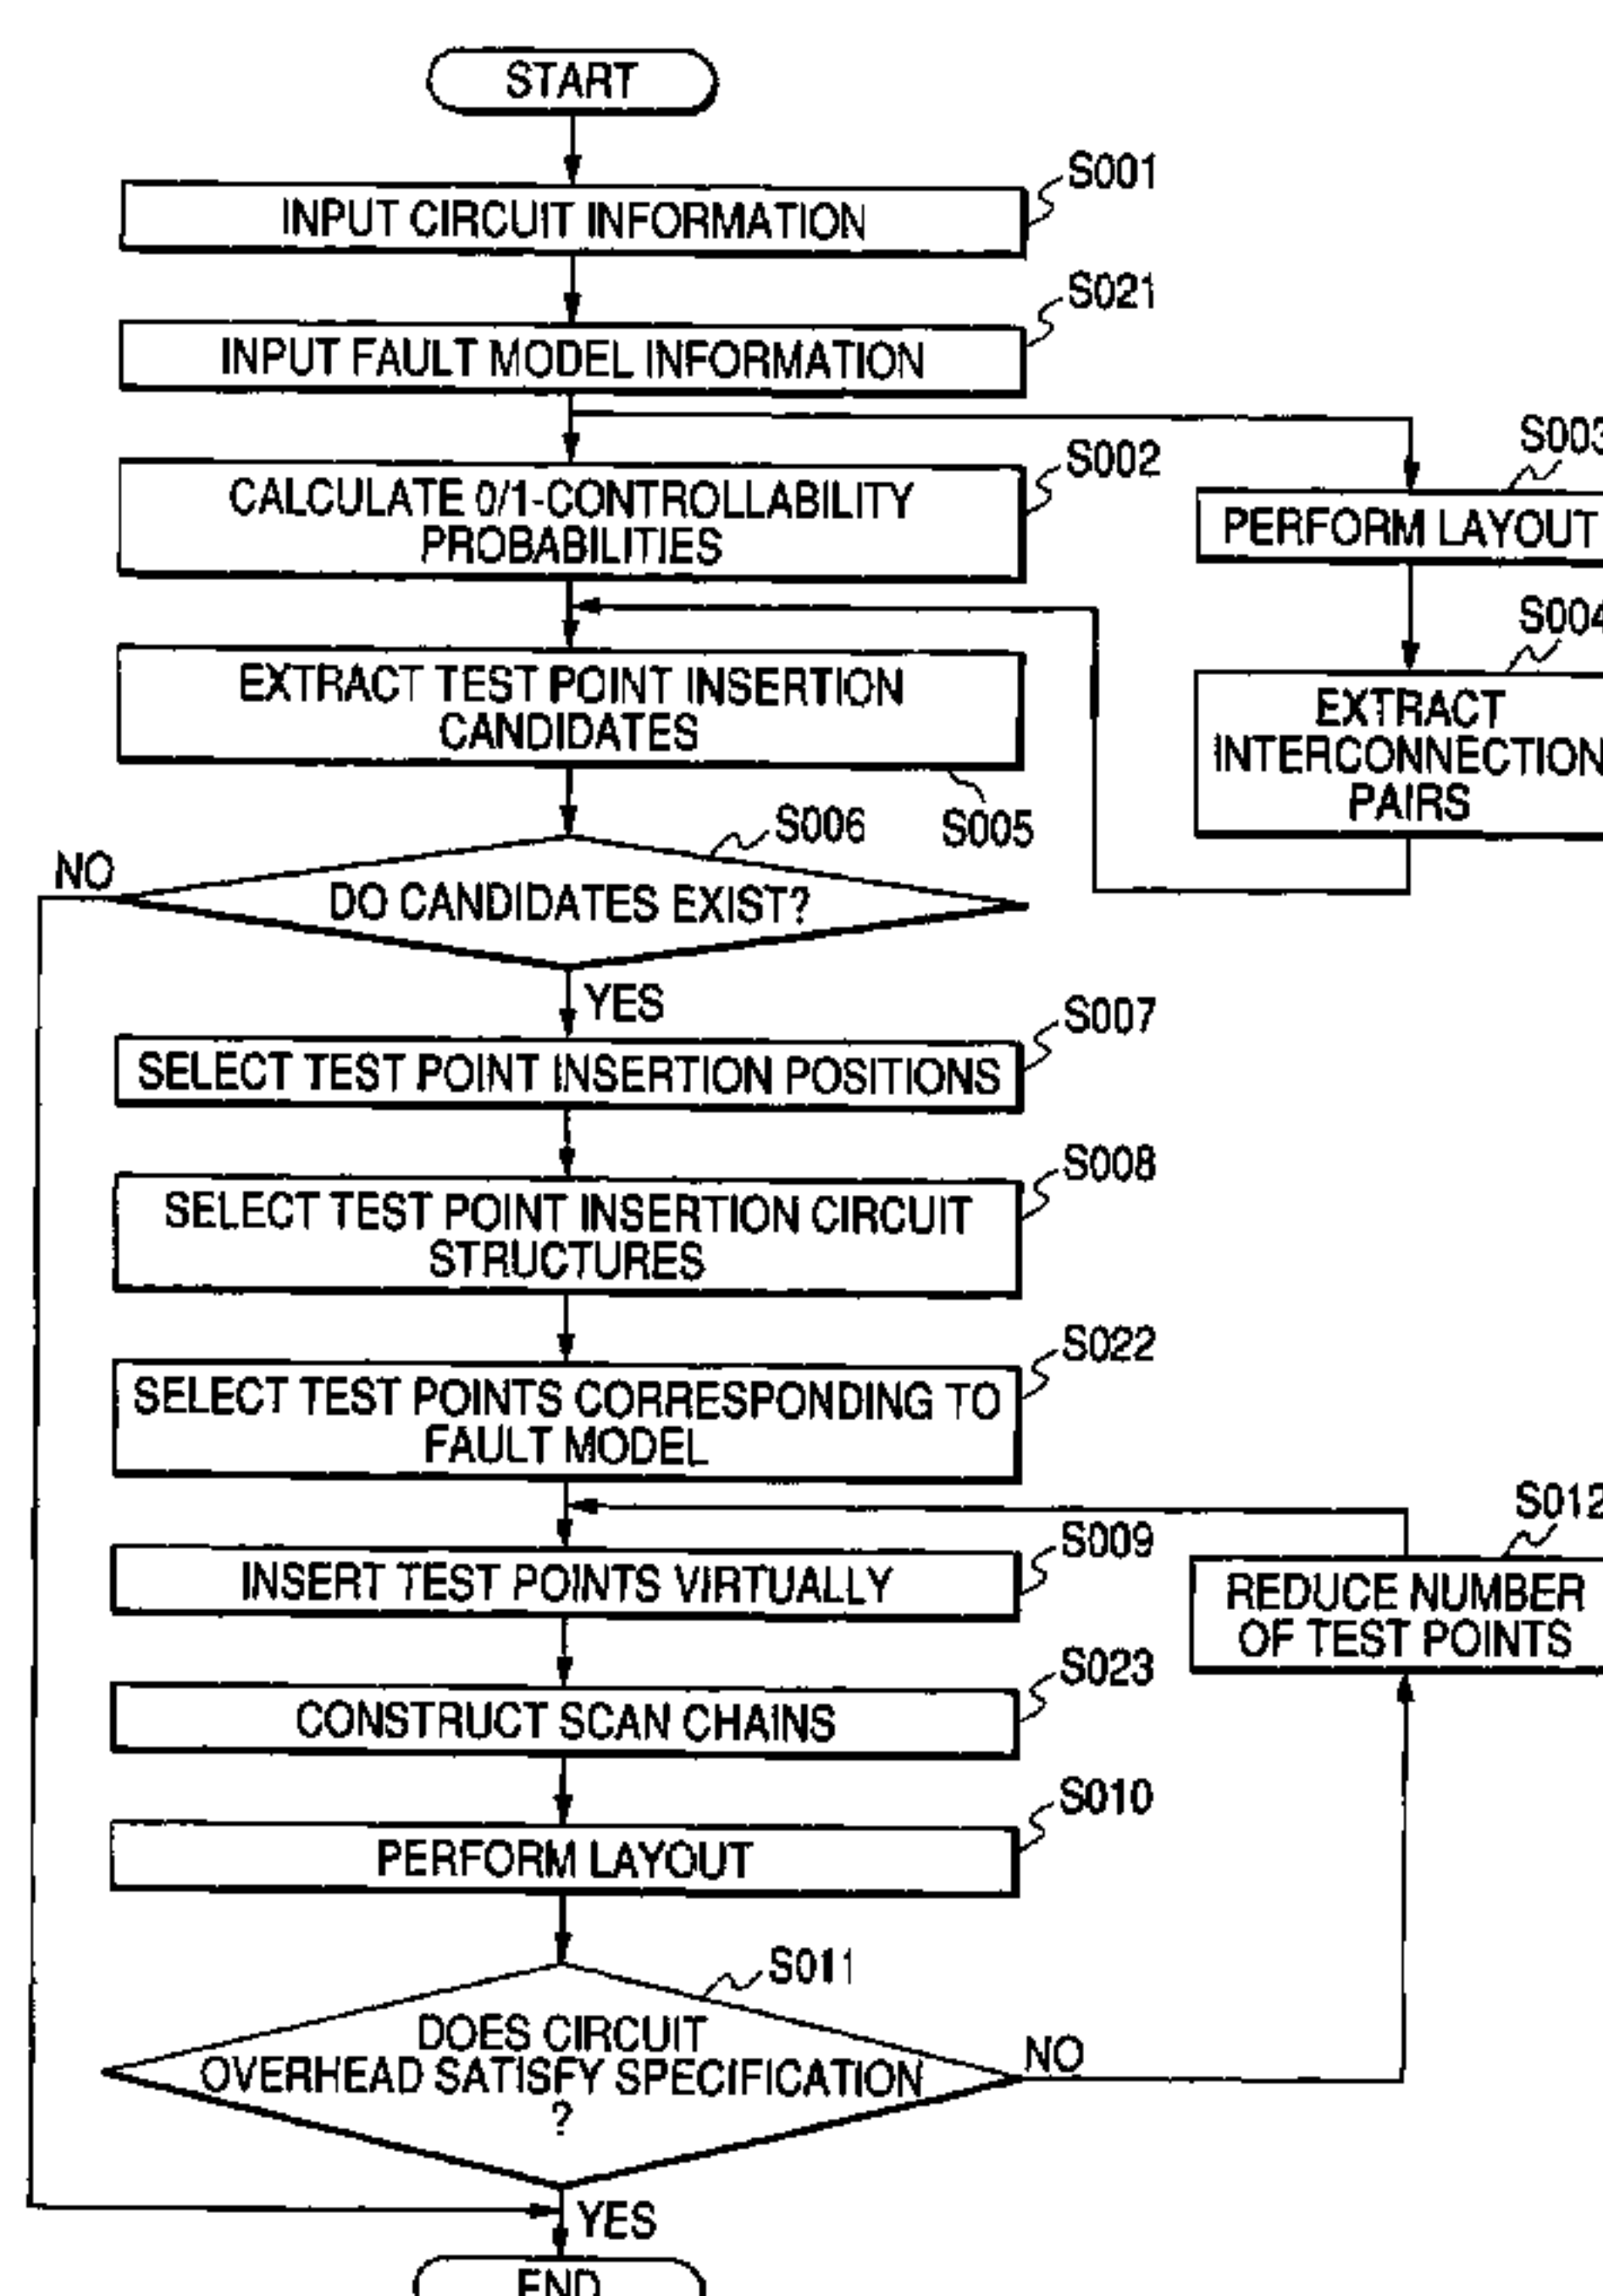 START
S001
INPUT CIRCUIT INFORMATION
S021
INPUT FAULT MODEL INFORMATION
S002
CALCULATE 0/1-CONTROLLABILITY
PROBABILITIES
S003
PERFORM LAYOUT
S004
EXTRACT
INTERCONNECTION
PAIRS
EXTRACT TEST POINT INSERTION
CANDIDATES
S005
S006
NO
DO CANDIDATES EXIST?
YES
S007
SELECT TEST POINT INSERTION POSITIONS
S008
SELECT TEST POINT INSERTION CIRCUIT
STRUCTURES
S022
SELECT TEST POINTS CORRESPONDING TO
FAULT MODEL
S009
INSERT TEST POINTS VIRTUALLY
S012
REDUCE NUMBER
OF TEST POINTS
S023
CONSTRUCT SCAN CHAINS
S010
PERFORM LAYOUT
S011
DOES CIRCUIT
OVERHEAD SATISFY SPECIFICATION
?
NO
YES
END